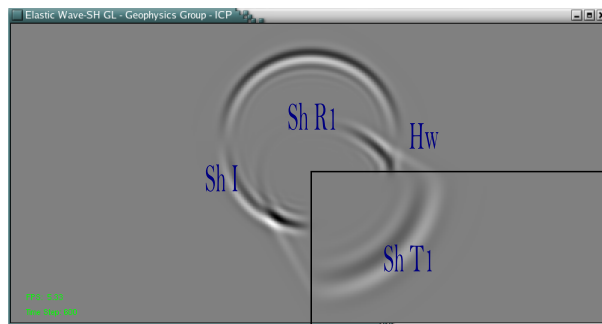 Elastic Wave-SH GL - Geophysics Group - ICP
Sh R1
Hw
Sh I
Sh T1